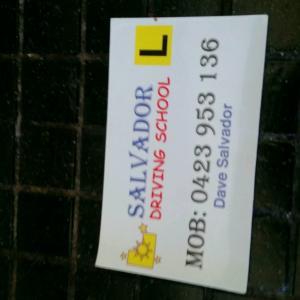 SALVADOR
DRIVING SCHOOL
L
MOB: 0423 953 136
Dave Salvador